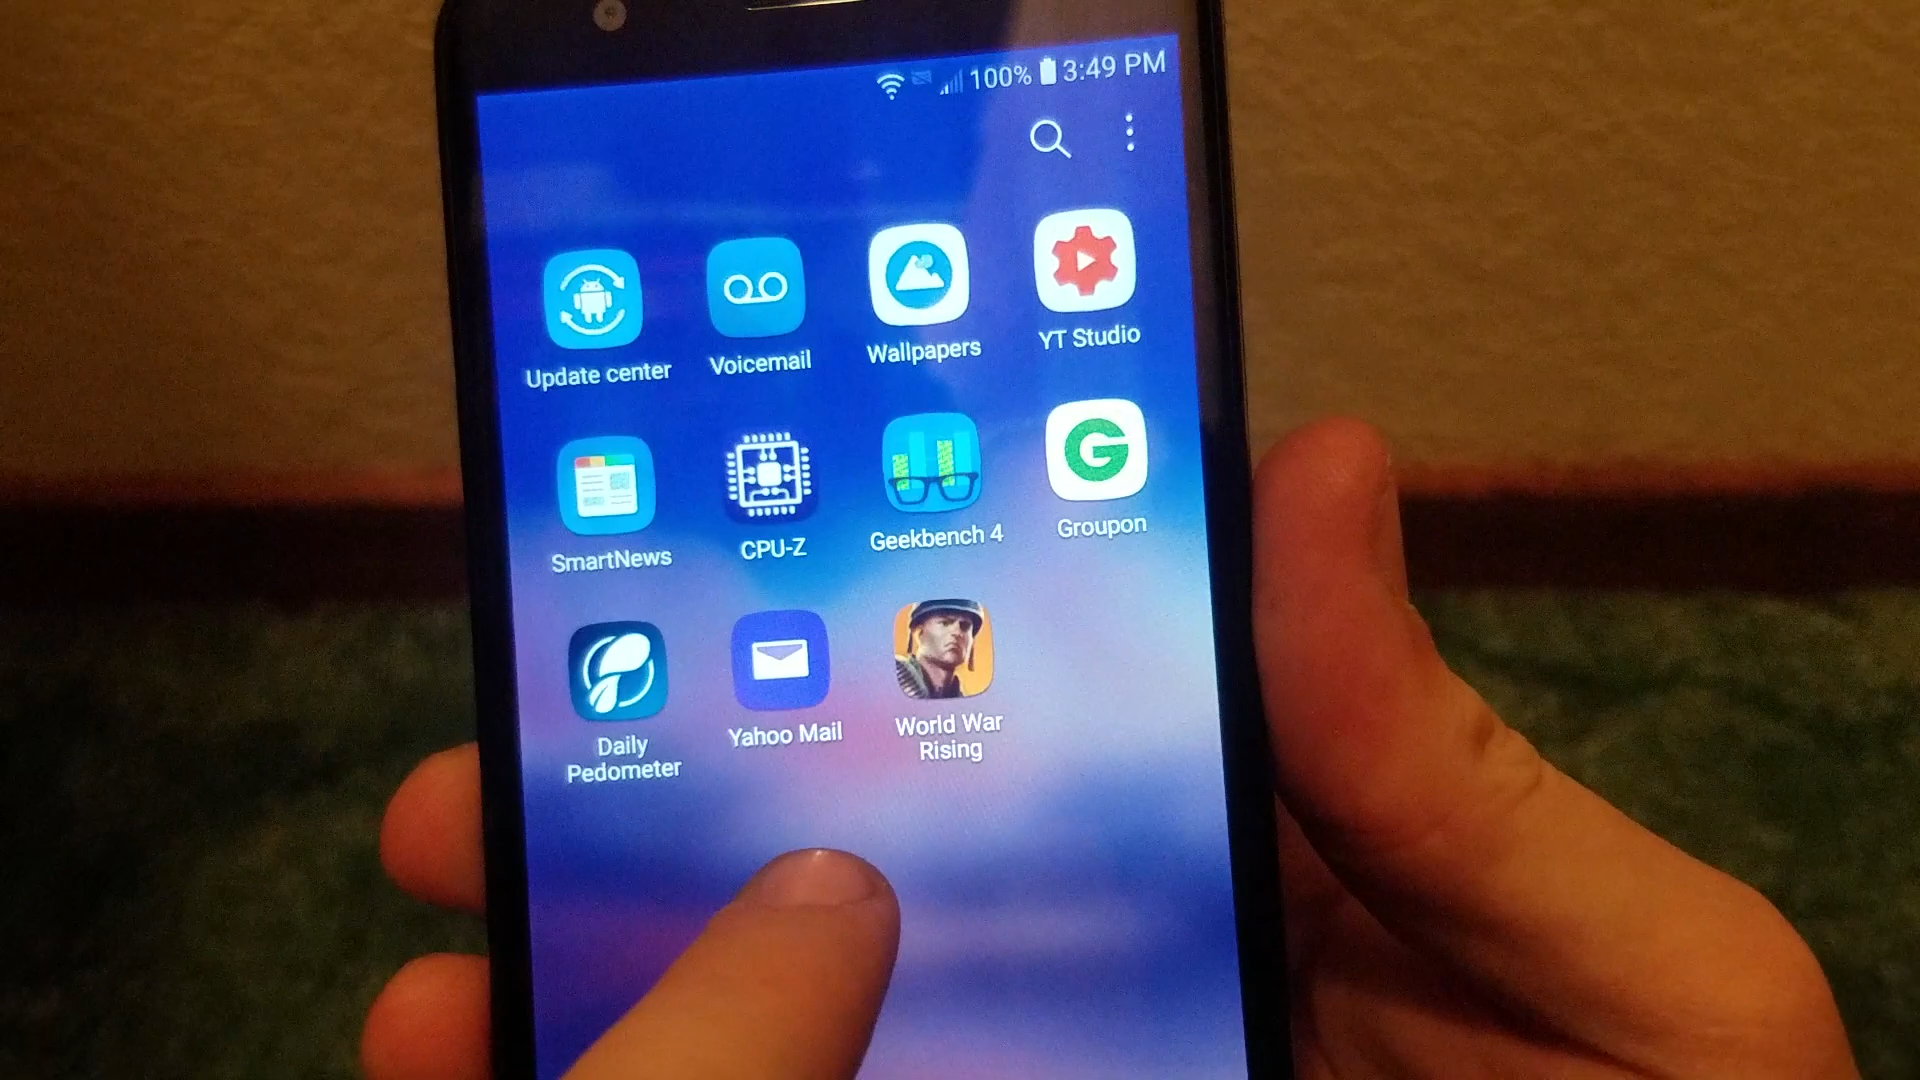 100% 3:49 PM
Update center
Voicemail
Wallpapers
YT Studio
SmartNews
CPU-Z
Geekbench 4
G
Groupon
Daily
Pedometer
Yahoo Mail
World War
Rising